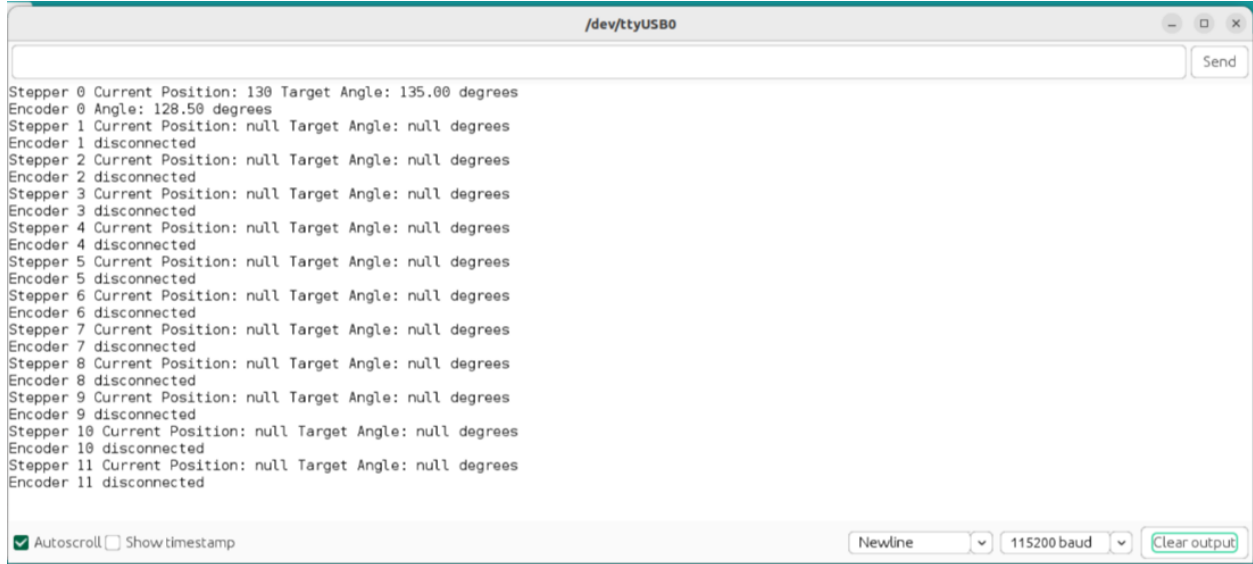 /dev/ttyUSB0
Send
Stepper 0 Current Position: 130 Target Angle: 135.00 degrees
Encoder 0 Angle: 128.50 degrees
Stepper 1 Current Position: null Target Angle: null degrees
Encoder 1 disconnected
Stepper 2 Current Position: null Target Angle: null degrees
Encoder 2 disconnected
Stepper 3 Current Position: null Target Angle: null degrees
Encoder 3 disconnected
Stepper 4 Current Position: null Target Angle: null degrees
Encoder 4 disconnected
Stepper 5 Current Position: null Target Angle: null degrees
Encoder 5 disconnected
Stepper 6 Current Position: null Target Angle: null degrees
Encoder 6 disconnected
Stepper 7 Current Position: null Target Angle: null degrees
Encoder 7 disconnected
Stepper 8 Current Position: null Target Angle: null degrees
Encoder 8 disconnected
Stepper 9 Current Position: null Target Angle: null degrees
Encoder 9 disconnected
Stepper 10 Current Position: null Target Angle: null degrees
Encoder 10 disconnected
Stepper 11 Current Position: null Target Angle: null degrees
Encoder 11 disconnected
Autoscroll Show timestamp Newline 115200 baud Clear output